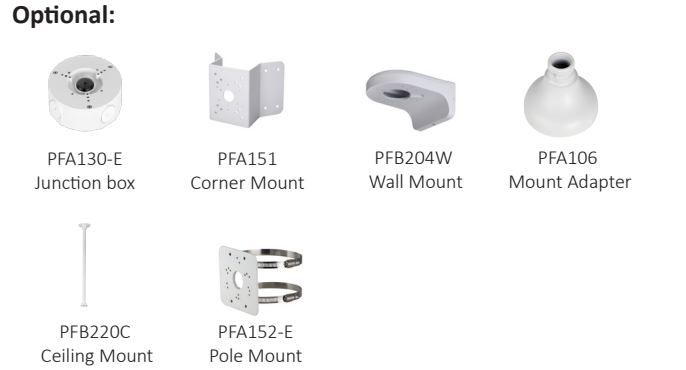 Optional:
PFA130-E
Junction box
PFA151
Corner Mount
PFB204W
Wall Mount
PFA106
Mount Adapter
PFB220C
Ceiling Mount
PFA152-E
Pole Mount